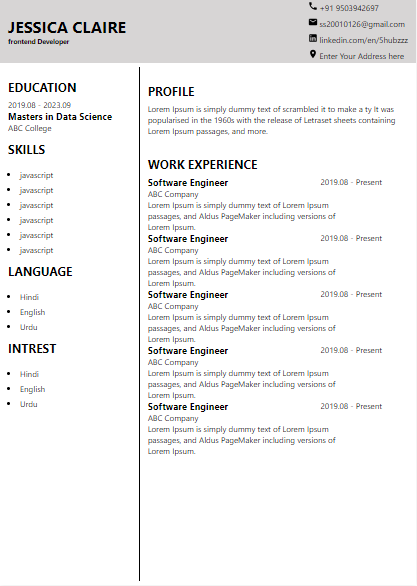 JESSICA CLAIRE
frontend Developer
+91 9503942697
ss20010126@gmail.com
linkedin.com/en/Shubzzz
Enter Your Address here
EDUCATION
2019.08 - 2023.09
Masters in Data Science
ABC College
SKILLS
javascript
javascript
javascript
javascript
javascript
javascript
LANGUAGE
Hindi
English
Urdu
INTREST
Hindi
English
Urdu
PROFILE
Lorem Ipsum is simply dummy text of scrambled it to make a ty It was
popularised in the 1960s with the release of Letraset sheets containing
Lorem Ipsum passages, and more.
WORK EXPERIENCE
Software Engineer 2019.08 - Present
ABC Company
Lorem Ipsum is simply dummy text of Lorem Ipsum
passages, and Aldus PageMaker including versions of
Lorem Ipsum.
Software Engineer 2019.08 - Present
ABC Company
Lorem Ipsum is simply dummy text of Lorem Ipsum
passages, and Aldus PageMaker including versions of
Lorem Ipsum.
Software Engineer 2019.08 - Present
ABC Company
Lorem Ipsum is simply dummy text of Lorem Ipsum
passages, and Aldus PageMaker including versions of
Lorem Ipsum.
Software Engineer 2019.08 - Present
ABC Company
Lorem Ipsum is simply dummy text of Lorem Ipsum
passages, and Aldus PageMaker including versions of
Lorem Ipsum.
Software Engineer 2019.08 - Present
ABC Company
Lorem Ipsum is simply dummy text of Lorem Ipsum
passages, and Aldus PageMaker including versions of
Lorem Ipsum.